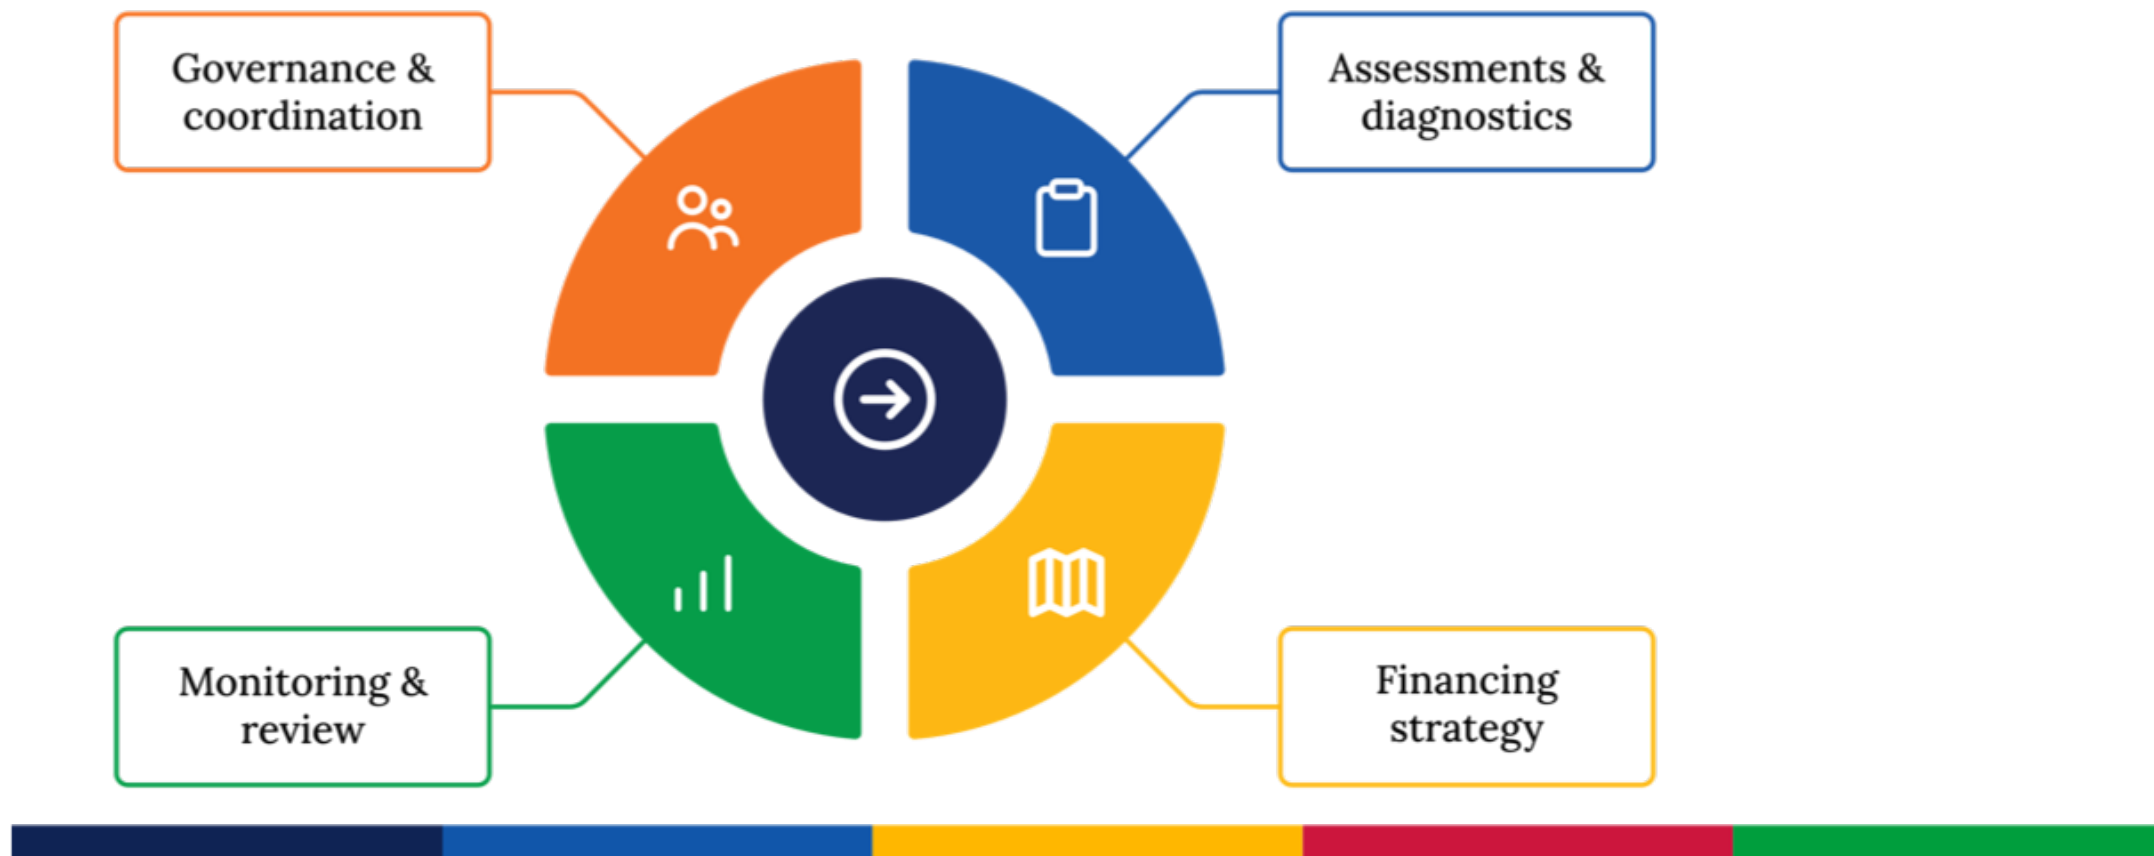 Governance &
coordination
Assessments &
diagnostics
Monitoring &
review
Financing
strategy